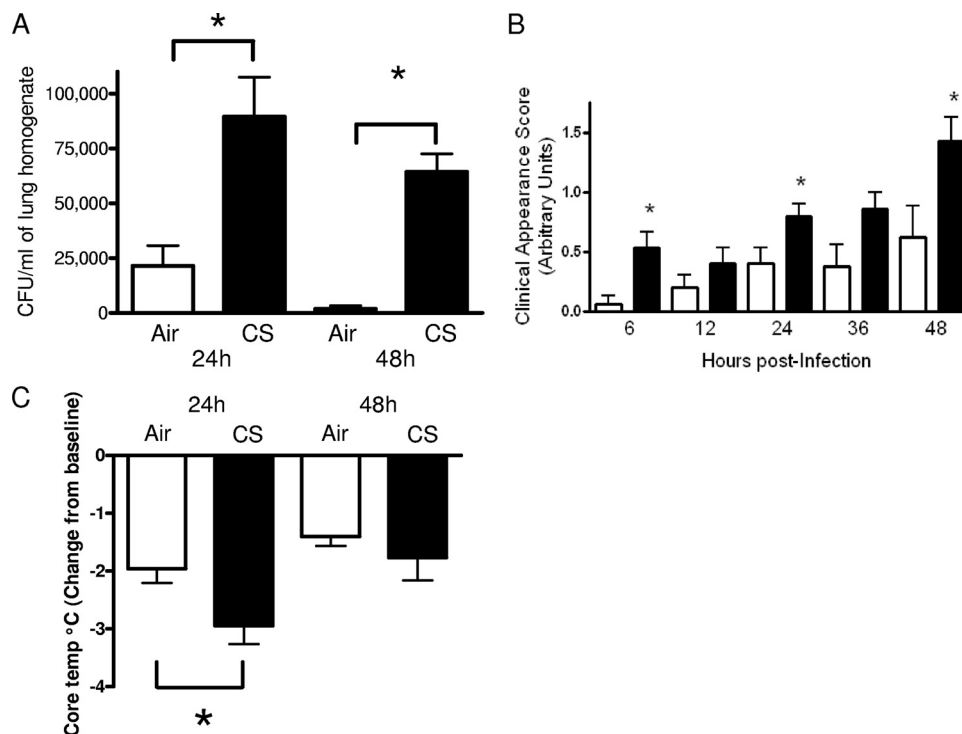 A
*
*
CFU/ml of lung homogenate
100,000
75,000
50,000
25,000
0
Air CS Air CS
24h 48h
B
*
*
*
Clinical Appearance Score
(Arbitrary Units)
1.5
1.0
0.5
0.0
6 12 24 36 48
Hours post-Infection
C
24h 48h
Air CS Air CS
Core temp °C (Change from baseline)
0
-1
-2
-3
-4
*